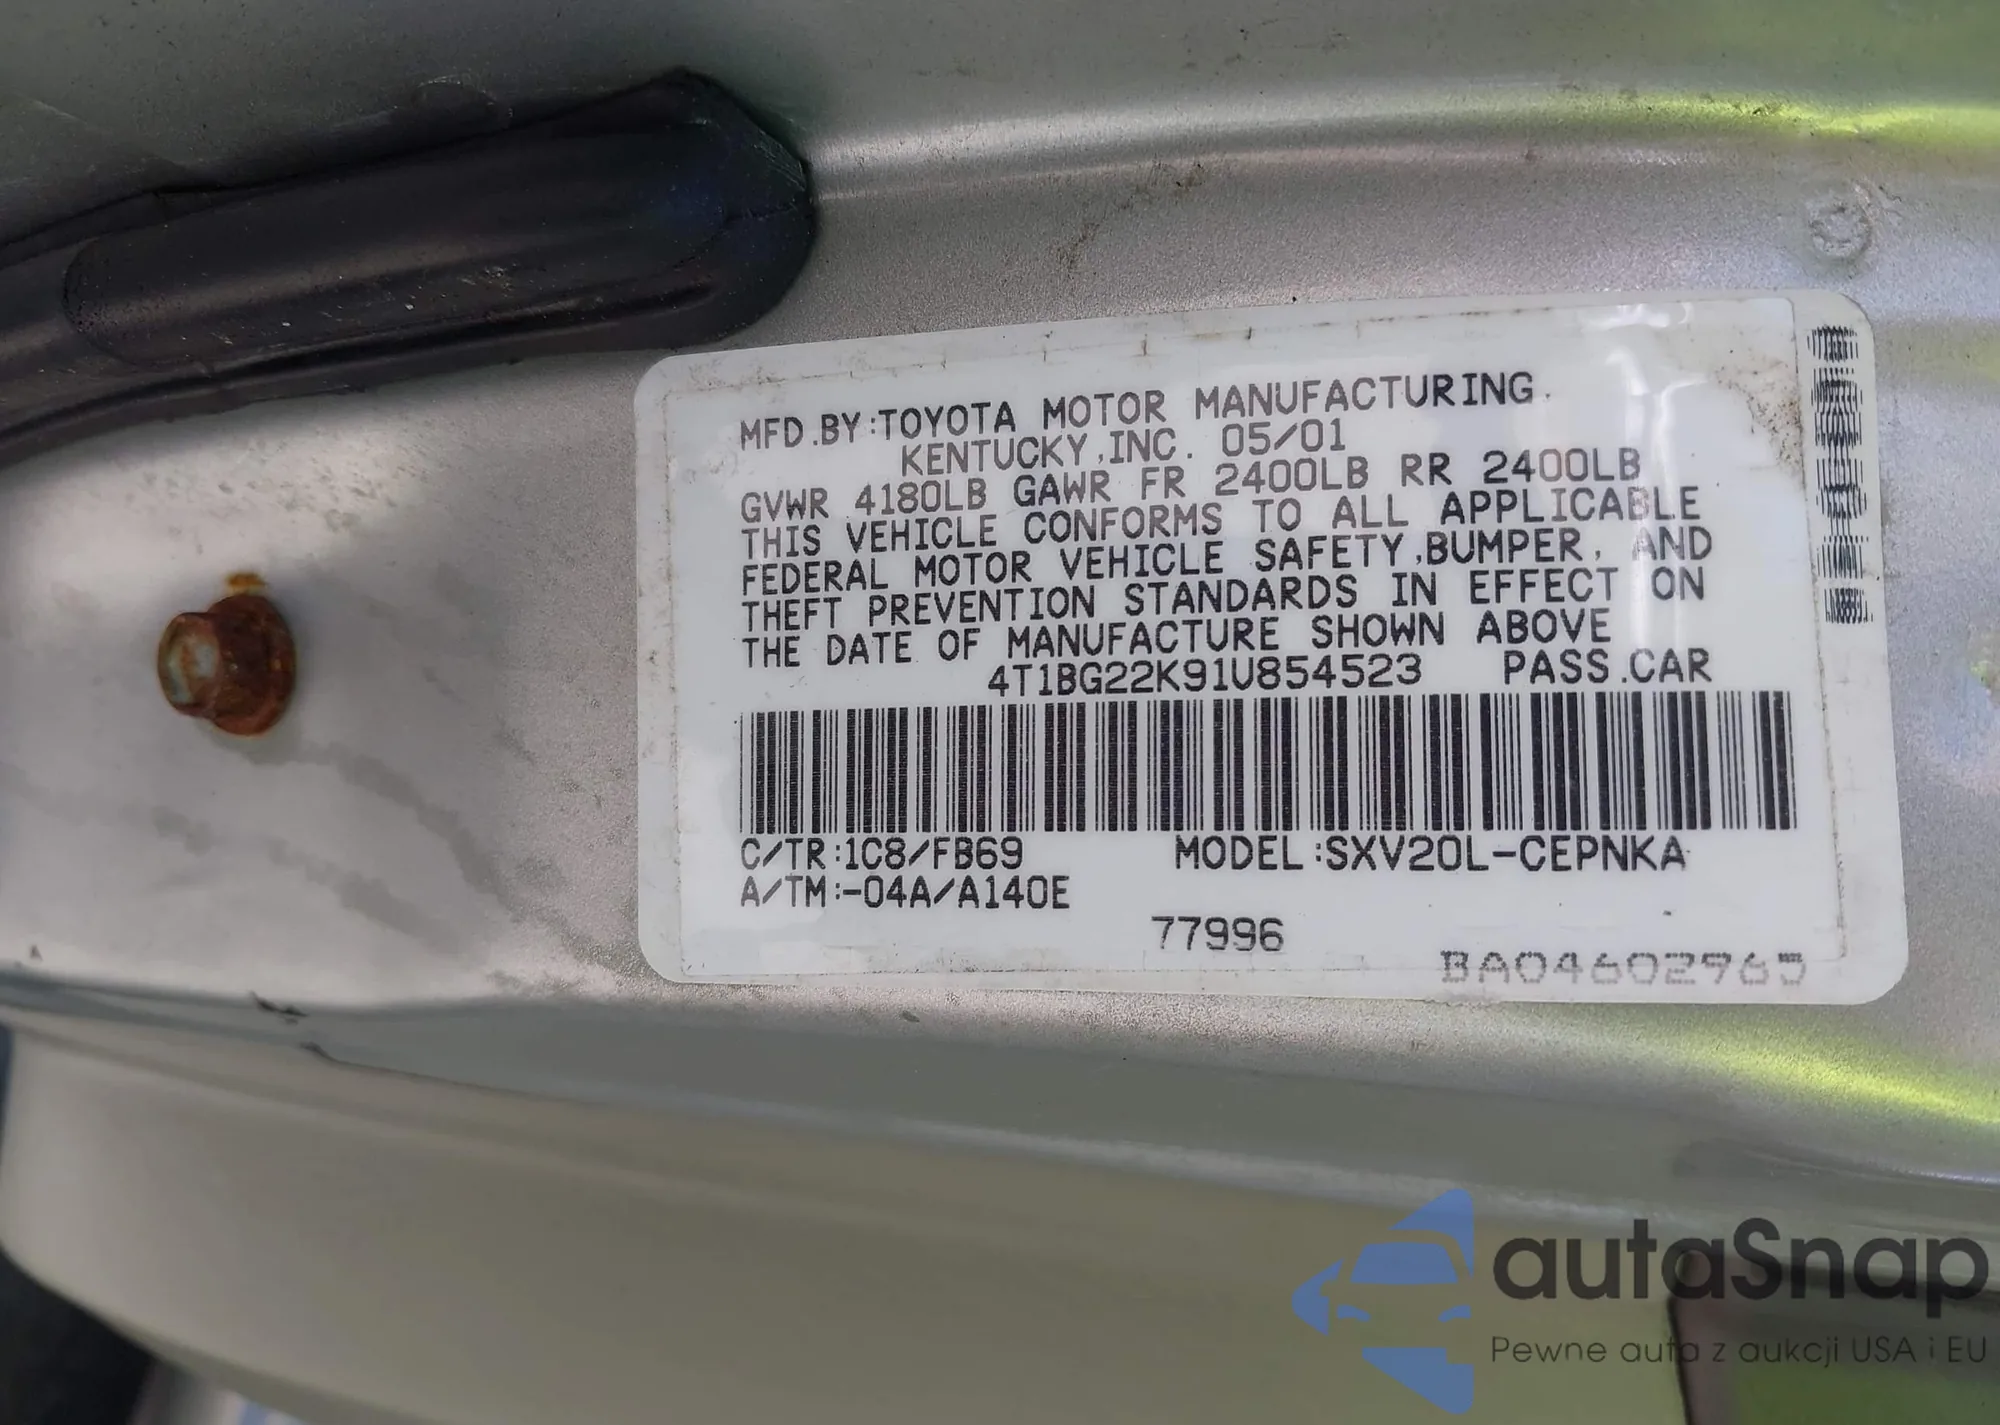 MFD.BY:TOYOTA MOTOR MANUFACTURING.
KENTUCKY,INC. 05/01
GVWR 4180LB GAWR FR 2400LB RR 2400LB
THIS VEHICLE CONFORMS TO ALL APPLICABLE
FEDERAL MOTOR VEHICLE SAFETY,BUMPER, AND
THEFT PREVENTION STANDARDS IN EFFECT ON
THE DATE OF MANUFACTURE SHOWN ABOVE
4T1BG22K91U854523 PASS.CAR
C/TR:1C8/FB69 MODEL:SXV20L-CEPNKA
A/TM:-04A/A140E
77996
BA04602965
autaSnap
Pewne auta z aukcji USA i EU